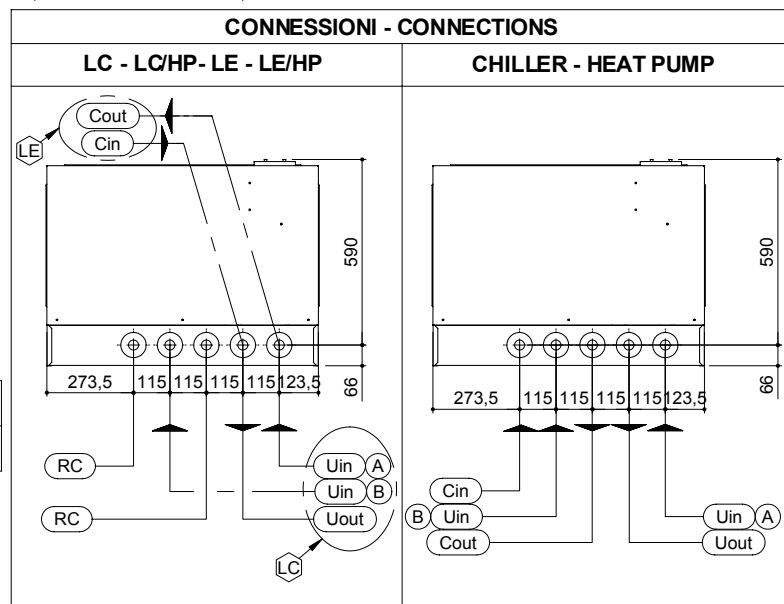 CONNESSIONI - CONNECTIONS
LC - LC/HP- LE - LE/HP
CHILLER - HEAT PUMP
Cout
Cin
LE
590
66
273,5 115 115 115 115 123,5
RC
RC
Uin A
Uin B
Uout
LC
590
66
273,5 115 115 115 115 123,5
Cin
B Uin
Cout
Uin A
Uout